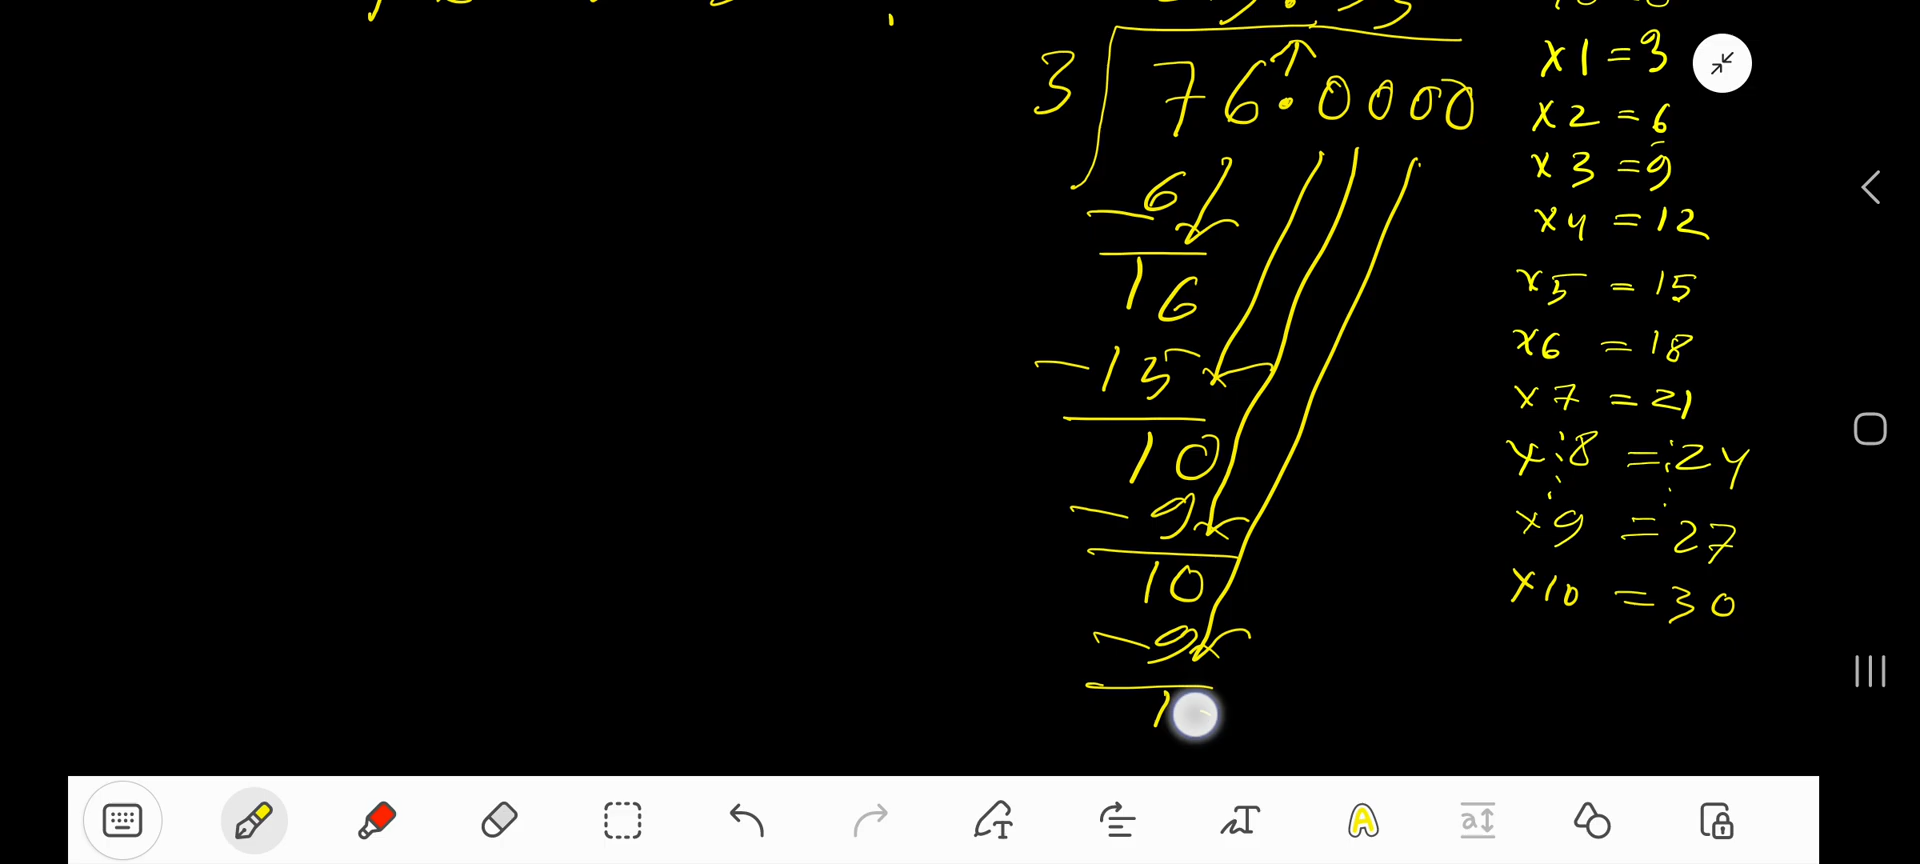 3 76.0000
- 6
16
- 15
10
- 9
10
- 9
1
x1 = 3
x2 = 6
x3 = 9
x4 = 12
x5 = 15
x6 = 18
x7 = 21
x8 = 24
x9 = 27
x10 = 30
T
T
A
a